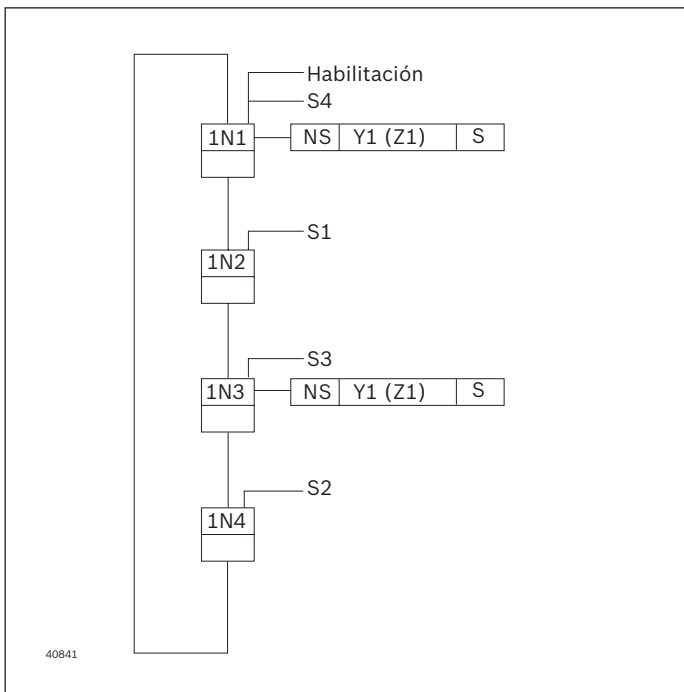 Habilitación
S4
1N1 NS Y1 (Z1) S
S1
1N2
S3
1N3 NS Y1 (Z1) S
S2
1N4
40841